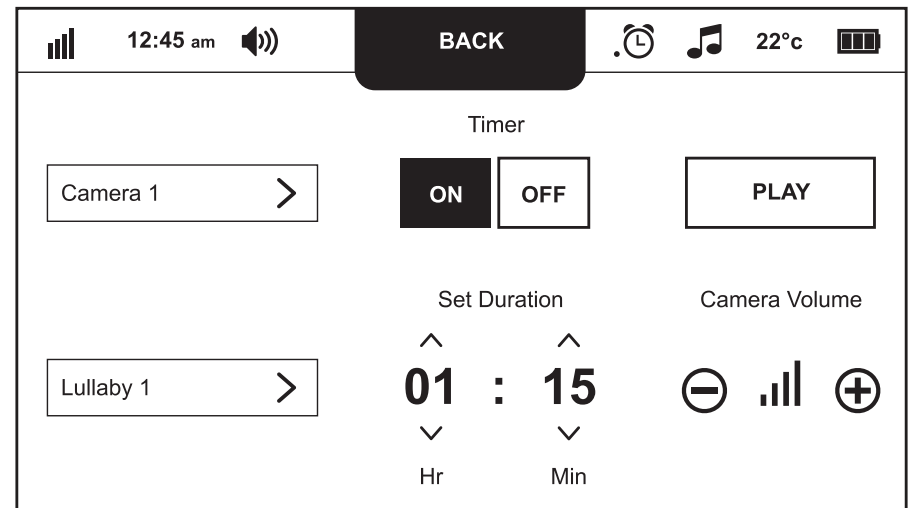 12:45 am BACK 22°c
Timer
Camera 1 ON OFF PLAY
Set Duration Camera Volume
Lullaby 1 01 : 15
Hr Min